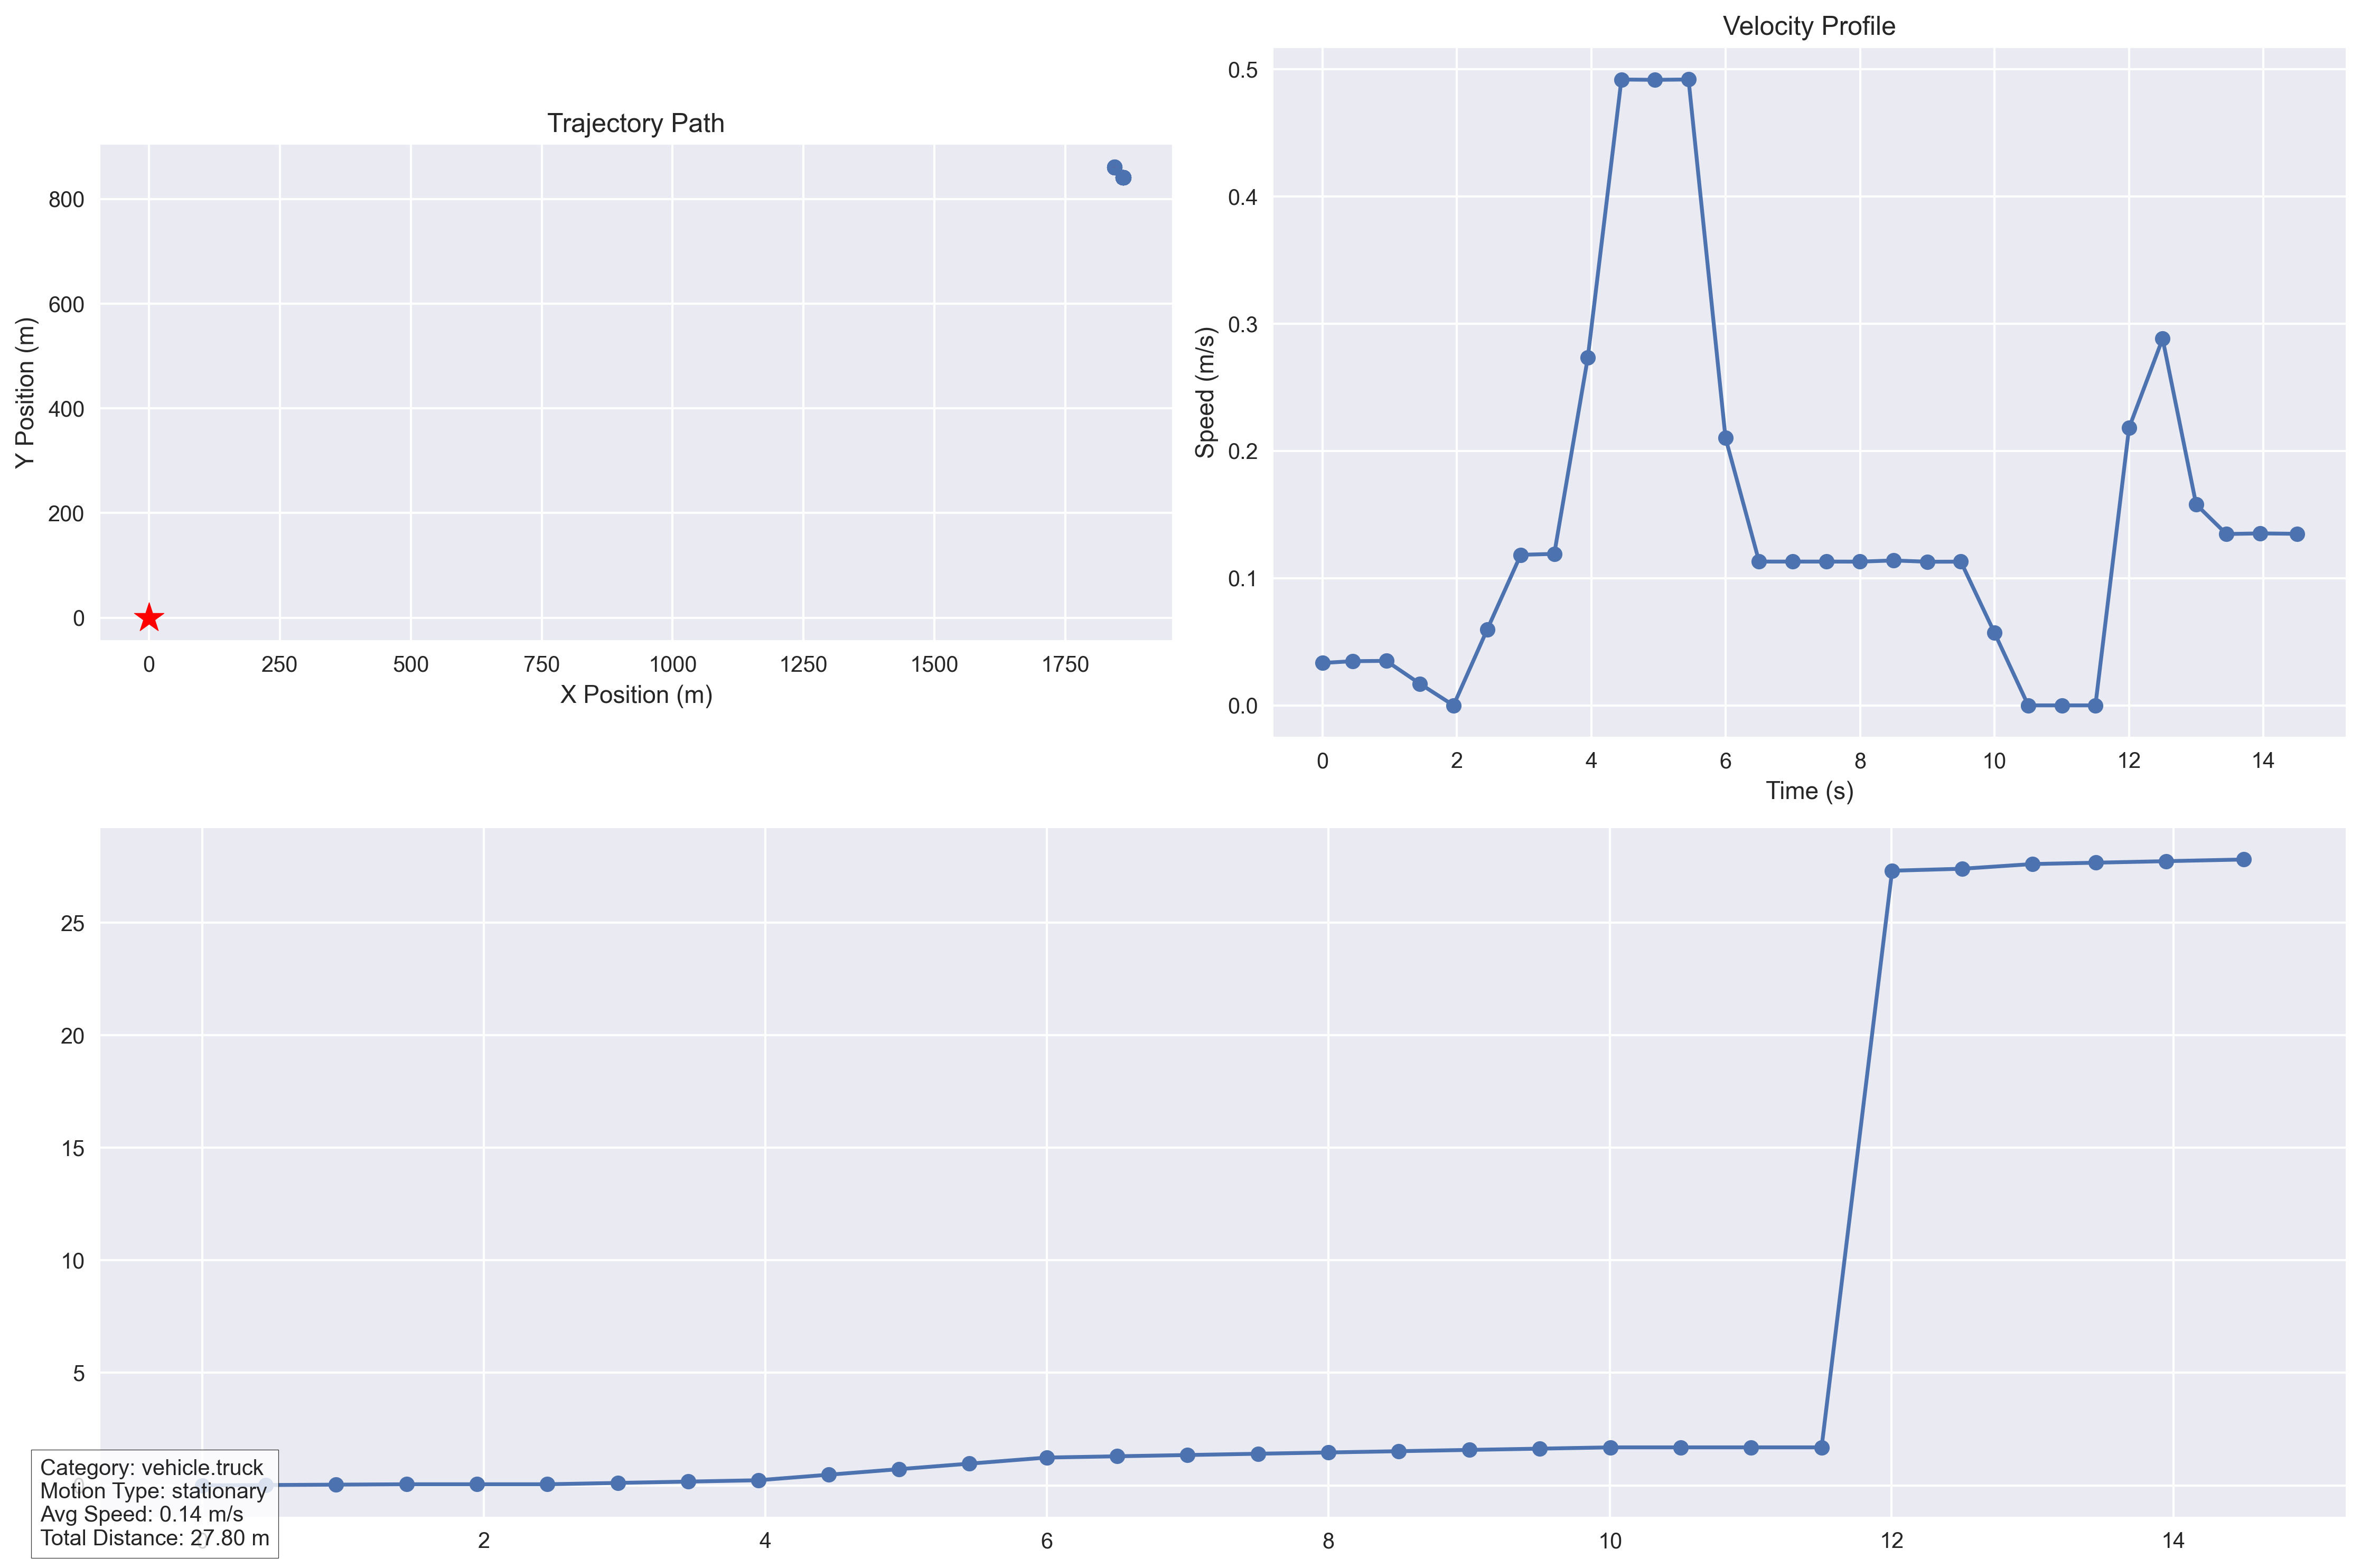 Trajectory Path
Y Position (m)
800
600
400
200
0
0 250 500 750 1000 1250 1500 1750
X Position (m)
Velocity Profile
Speed (m/s)
0.5
0.4
0.3
0.2
0.1
0.0
0 2 4 6 8 10 12 14
Time (s)
25
20
15
10
5
0
0 2 4 6 8 10 12 14
Category: vehicle.truck
Motion Type: stationary
Avg Speed: 0.14 m/s
Total Distance: 27.80 m